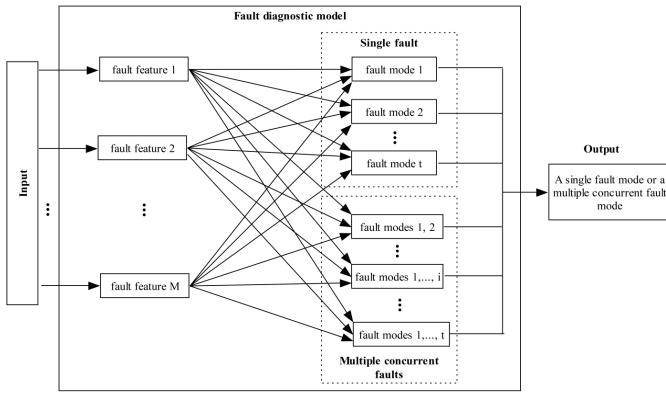 Fault diagnostic model
Single fault
fault feature 1
fault mode 1
fault mode 2
fault feature 2
fault mode t
Input
Output
A single fault mode or a
multiple concurrent fault
mode
fault modes 1, 2
fault feature M
fault modes 1,..., i
fault modes 1,..., t
Multiple concurrent
faults